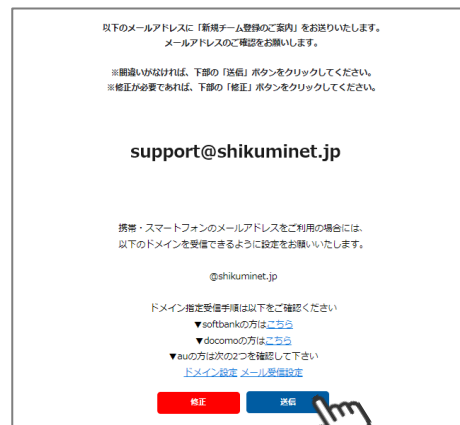 以下のメールアドレスに「新規チーム登録のご案内」をお送りいたします。
メールアドレスのご確認をお願いします。
※間違いがなければ、下部の「送信」ボタンをクリックしてください。
※修正が必要であれば、下部の「修正」ボタンをクリックしてください。
support@shikuminet.jp
携帯・スマートフォンのメールアドレスをご利用の場合には、
以下のドメインを受信できるように設定をお願いいたします。
@shikuminet.jp
ドメイン指定受信手順は以下をご確認ください
▼softbankの方はこちら
▼docomoの方はこちら
▼auの方は次の2つを確認して下さい
ドメイン設定 メール受信設定
修正 送信